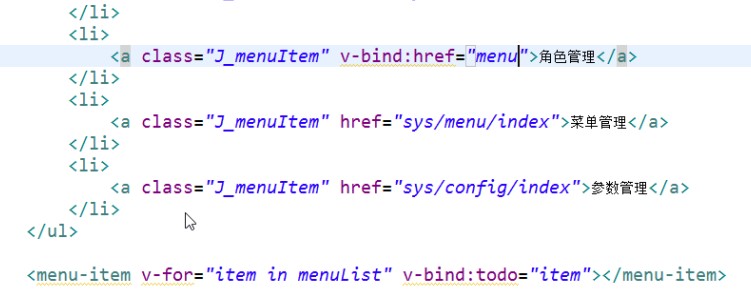 </li>
<li>
<a class="J_menuItem" v-bind:href="menu">角色管理</a>
</li>
<li>
<a class="J_menuItem" href="sys/menu/index">菜单管理</a>
</li>
<li>
<a class="J_menuItem" href="sys/config/index">参数管理</a>
</li>
</ul>
<menu-item v-for="item in menuList" v-bind:todo="item"></menu-item>